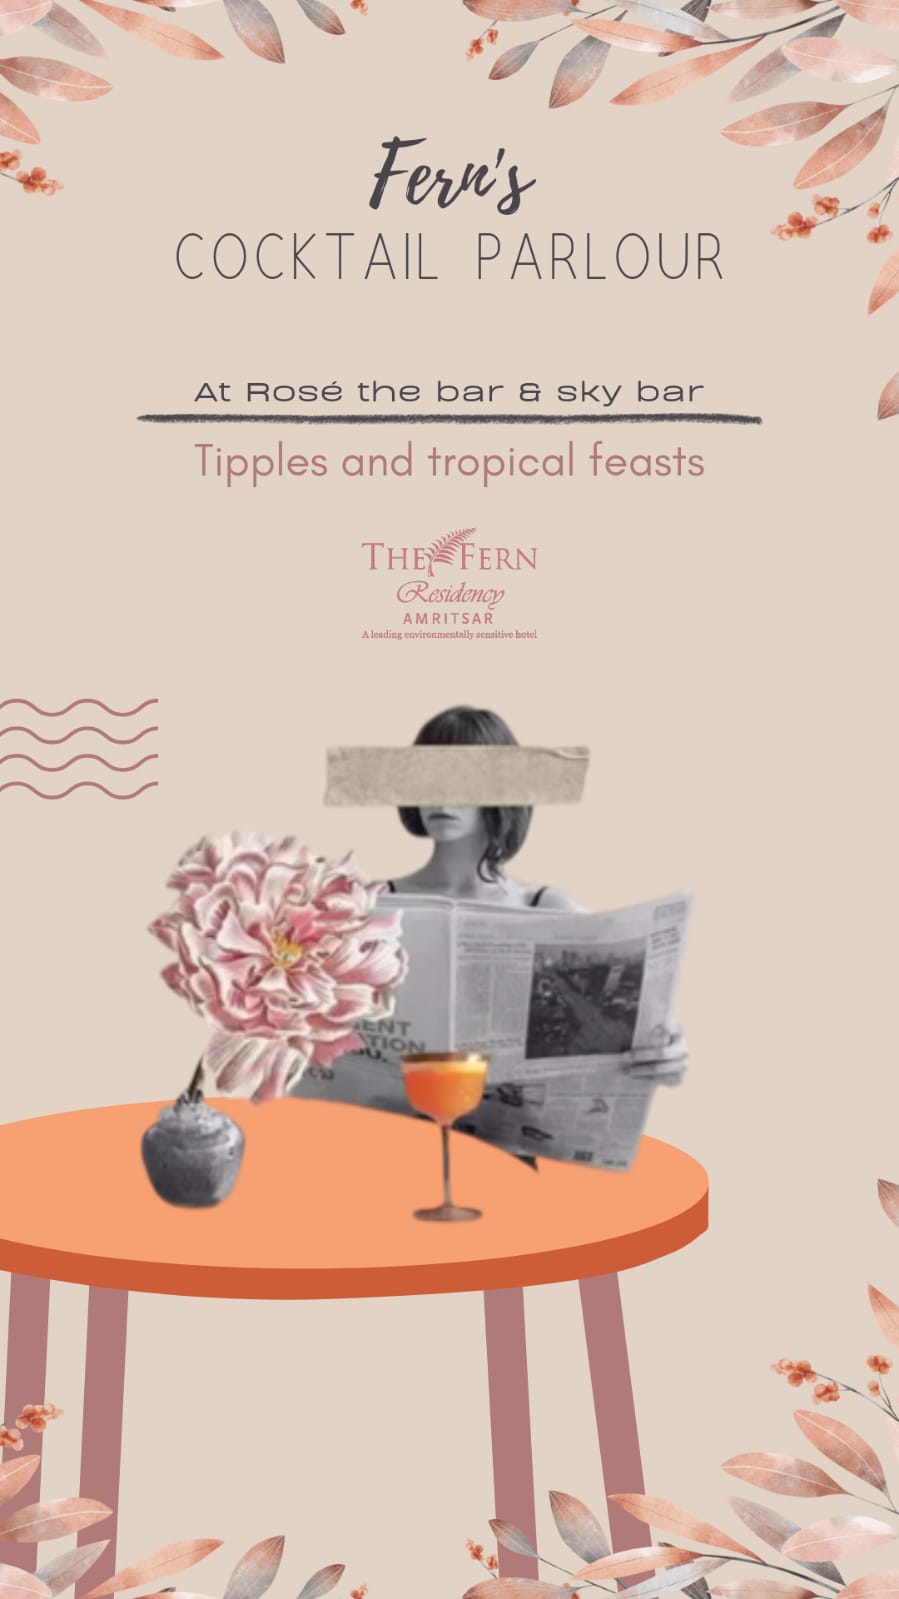 Fern's
COCKTAIL PARLOUR
At Rosé the bar & sky bar
Tipples and tropical feasts
THE FERN
Residency
AMRITSAR
A leading environmentally sensitive hotel